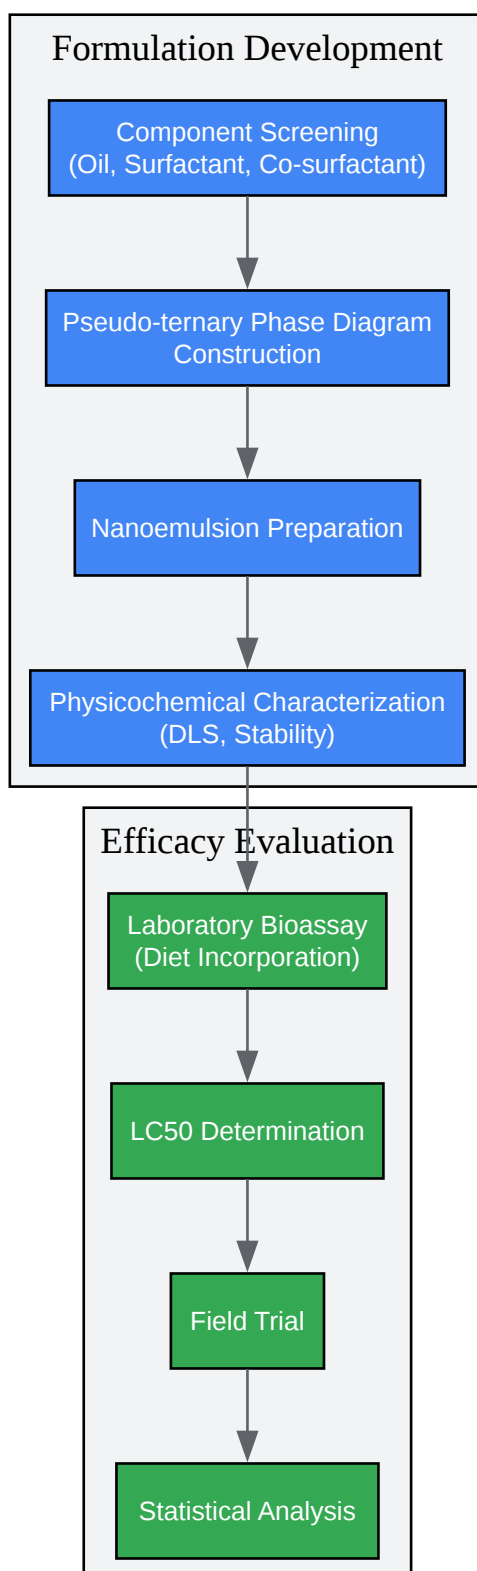 Formulation Development
Component Screening
(Oil, Surfactant, Co-surfactant)
Pseudo-ternary Phase Diagram
Construction
Nanoemulsion Preparation
Physicochemical Characterization
(DLS, Stability)
Efficacy Evaluation
Laboratory Bioassay
(Diet Incorporation)
LC50 Determination
Field Trial
Statistical Analysis